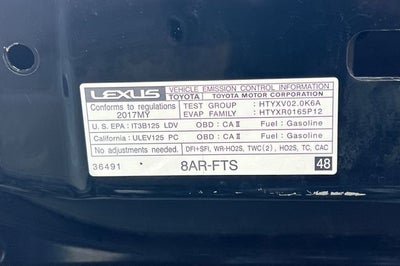 LEXUS VEHICLE EMISSION CONTROL INFORMATION
TOYOTA TOYOTA MOTOR CORPORATION
Conforms to regulations TEST GROUP : HTYXV02.0K6A
2017MY EVAP FAMILY : HTYXR0165P12
U.S. EPA : IT3B125 LDV OBD : CA II Fuel : Gasoline
California : ULEV125 PC OBD : CA II Fuel : Gasoline
No adjustments needed. DFI+SFI, WR-HO2S, TWC(2), HO2S, TC, CAC
36491 8AR-FTS 48